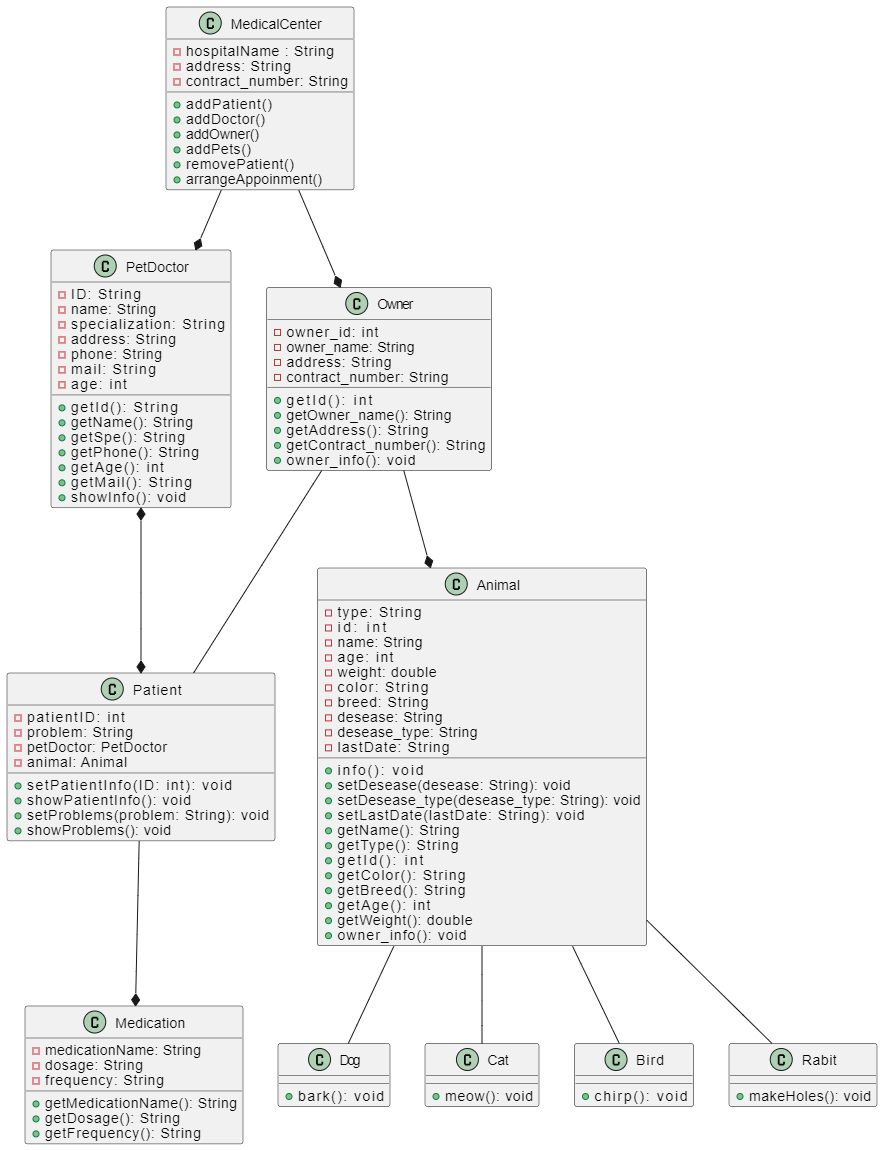 C MedicalCenter
hospitalName : String
address: String
contract_number: String
addPatient()
addDoctor()
addOwner()
addPets()
removePatient()
arrangeAppoinment()
C PetDoctor
ID: String
name: String
specialization: String
address: String
phone: String
mail: String
age: int
getId(): String
getName(): String
getSpe(): String
getPhone(): String
getAge(): int
getMail(): String
showInfo(): void
C Owner
owner_id: int
owner_name: String
address: String
contract_number: String
getId(): int
getOwner_name(): String
getAddress(): String
getContract_number(): String
owner_info(): void
C Animal
type: String
id: int
name: String
age: int
weight: double
color: String
breed: String
desease: String
desease_type: String
lastDate: String
info(): void
setDesease(desease: String): void
setDesease_type(desease_type: String): void
setLastDate(lastDate: String): void
getName(): String
getType(): String
getId(): int
getColor(): String
getBreed(): String
getAge(): int
getWeight(): double
owner_info(): void
C Patient
patientID: int
problem: String
petDoctor: PetDoctor
animal: Animal
setPatientInfo(ID: int): void
showPatientInfo(): void
setProblems(problem: String): void
showProblems(): void
C Medication
medicationName: String
dosage: String
frequency: String
getMedicationName(): String
getDosage(): String
getFrequency(): String
C Dog
bark(): void
C Cat
meow(): void
C Bird
chirp(): void
C Rabit
makeHoles(): void